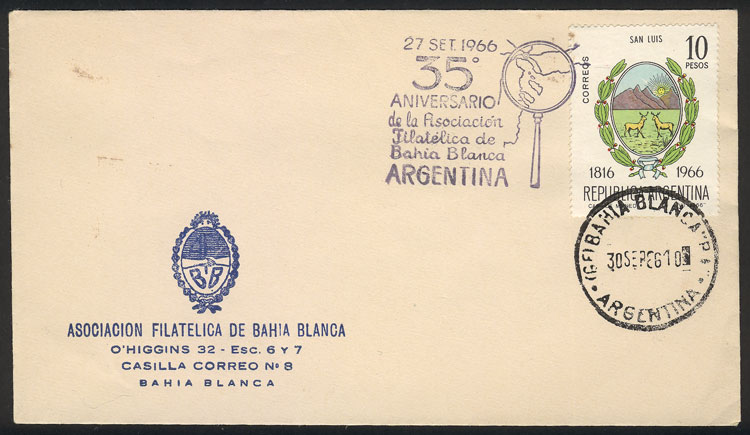 27 SET. 1966
35°
ANIVERSARIO
de la Asociación
Filatélica de
Bahía Blanca
ARGENTINA
SAN LUIS
10
PESOS
CORREOS
1816 1966
REPUBLICA ARGENTINA
BAHIA BLANCA
30SEP
ARGENTINA
BB
ASOCIACION FILATELICA DE BAHIA BLANCA
O'HIGGINS 32 - Esc. 6 Y 7
CASILLA CORREO Nº 8
BAHIA BLANCA